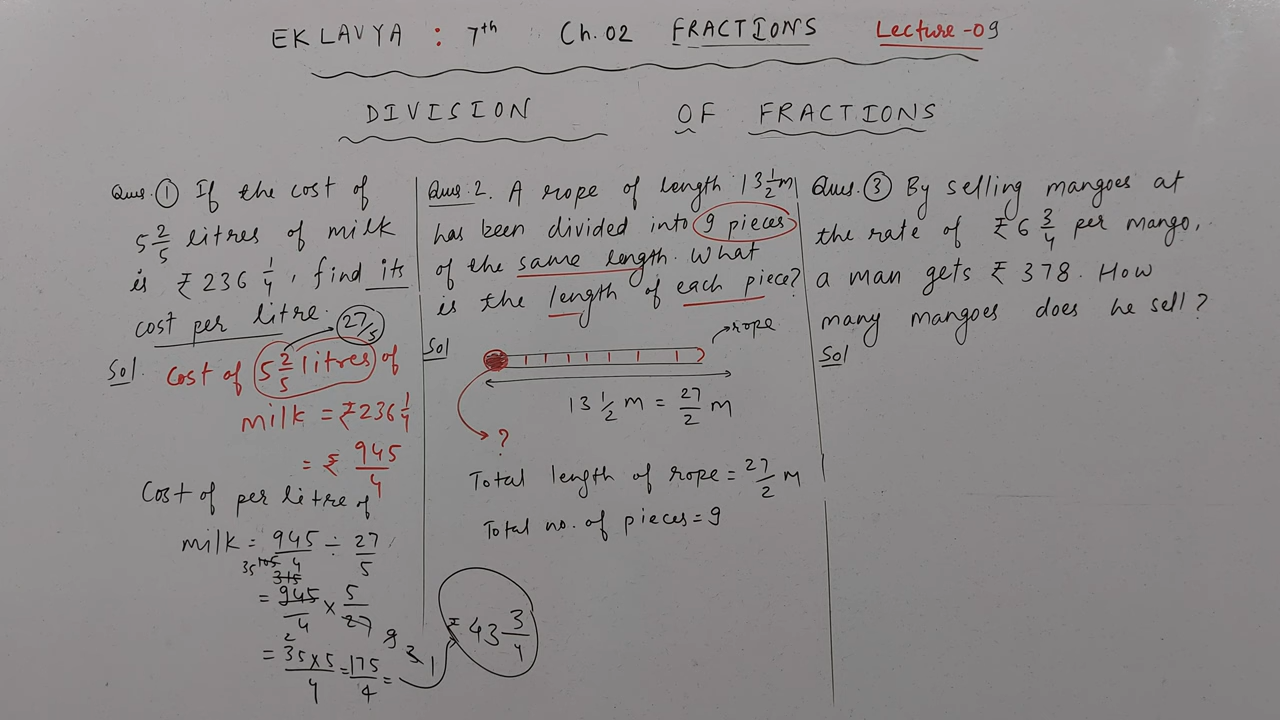 EKLAVYA : 7th Ch. 02 FRACTIONS Lecture -09
DIVISION OF FRACTIONS
Ques. ① If the cost of
5 2/5 litres of milk
is ₹ 236 1/4, find its
cost per litre.
27/5
Sol. Cost of 5 2/5 litres of
milk = ₹236 1/4
= ₹ 945/4
Cost of per litre of
milk = 945/4 ÷ 27/5
35 105
315
= 945/4 × 5/27
2 9 3 1
= 35×5/4 = 175/4 = ₹ 43 3/4
Ques. 2. A rope of length 13 1/2 m
has been divided into 9 pieces
of the same length. What
is the length of each piece?
Sol
rope
13 1/2 m = 27/2 m
?
Total length of rope = 27/2 m
Total no. of pieces = 9
Ques. ③ By selling mangoes at
the rate of ₹6 3/4 per mango,
a man gets ₹ 378. How
many mangoes does he sell?
Sol